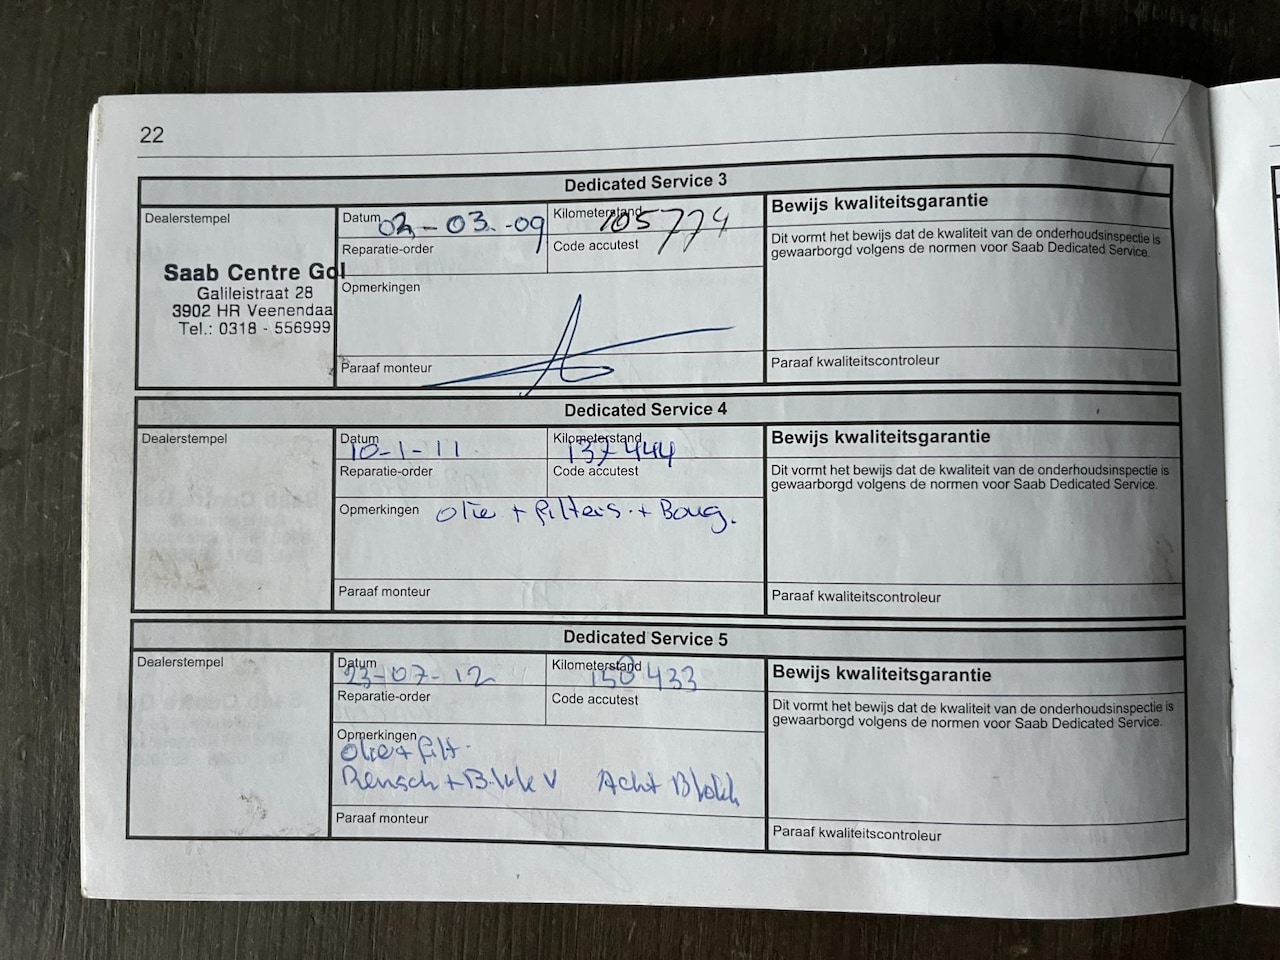 22
Dedicated Service 3
Dealerstempel
Saab Centre Gol
Galileistraat 28
3902 HR Veenendaa
Tel.: 0318 - 556999
Datum 02-03-09
Kilometerstand 105774
Reparatie-order
Code accutest
Opmerkingen
Paraaf monteur
Bewijs kwaliteitsgarantie
Dit vormt het bewijs dat de kwaliteit van de onderhoudsinspectie is
gewaarborgd volgens de normen voor Saab Dedicated Service.
Paraaf kwaliteitscontroleur
Dedicated Service 4
Dealerstempel
Datum 10-1-11
Kilometerstand 137444
Reparatie-order
Code accutest
Opmerkingen olie + filters + Boug.
Paraaf monteur
Bewijs kwaliteitsgarantie
Dit vormt het bewijs dat de kwaliteit van de onderhoudsinspectie is
gewaarborgd volgens de normen voor Saab Dedicated Service.
Paraaf kwaliteitscontroleur
Dedicated Service 5
Dealerstempel
Datum 23-07-12
Kilometerstand 150433
Reparatie-order
Code accutest
Opmerkingen
olie + filt.
+ V Acht Blokk
Paraaf monteur
Bewijs kwaliteitsgarantie
Dit vormt het bewijs dat de kwaliteit van de onderhoudsinspectie is
gewaarborgd volgens de normen voor Saab Dedicated Service.
Paraaf kwaliteitscontroleur